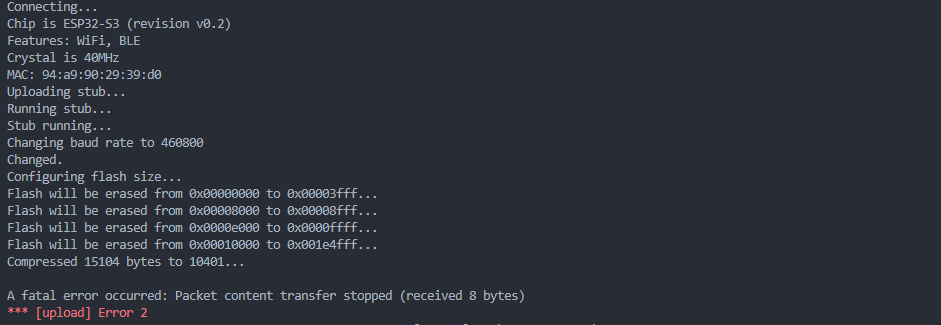 Connecting...
Chip is ESP32-S3 (revision v0.2)
Features: WiFi, BLE
Crystal is 40MHz
MAC: 94:a9:90:29:39:d0
Uploading stub...
Running stub...
Stub running...
Changing baud rate to 460800
Changed.
Configuring flash size...
Flash will be erased from 0x00000000 to 0x00003fff...
Flash will be erased from 0x00008000 to 0x00008fff...
Flash will be erased from 0x0000e000 to 0x0000ffff...
Flash will be erased from 0x00010000 to 0x001e4fff...
Compressed 15104 bytes to 10401...
A fatal error occurred: Packet content transfer stopped (received 8 bytes)
*** [upload] Error 2